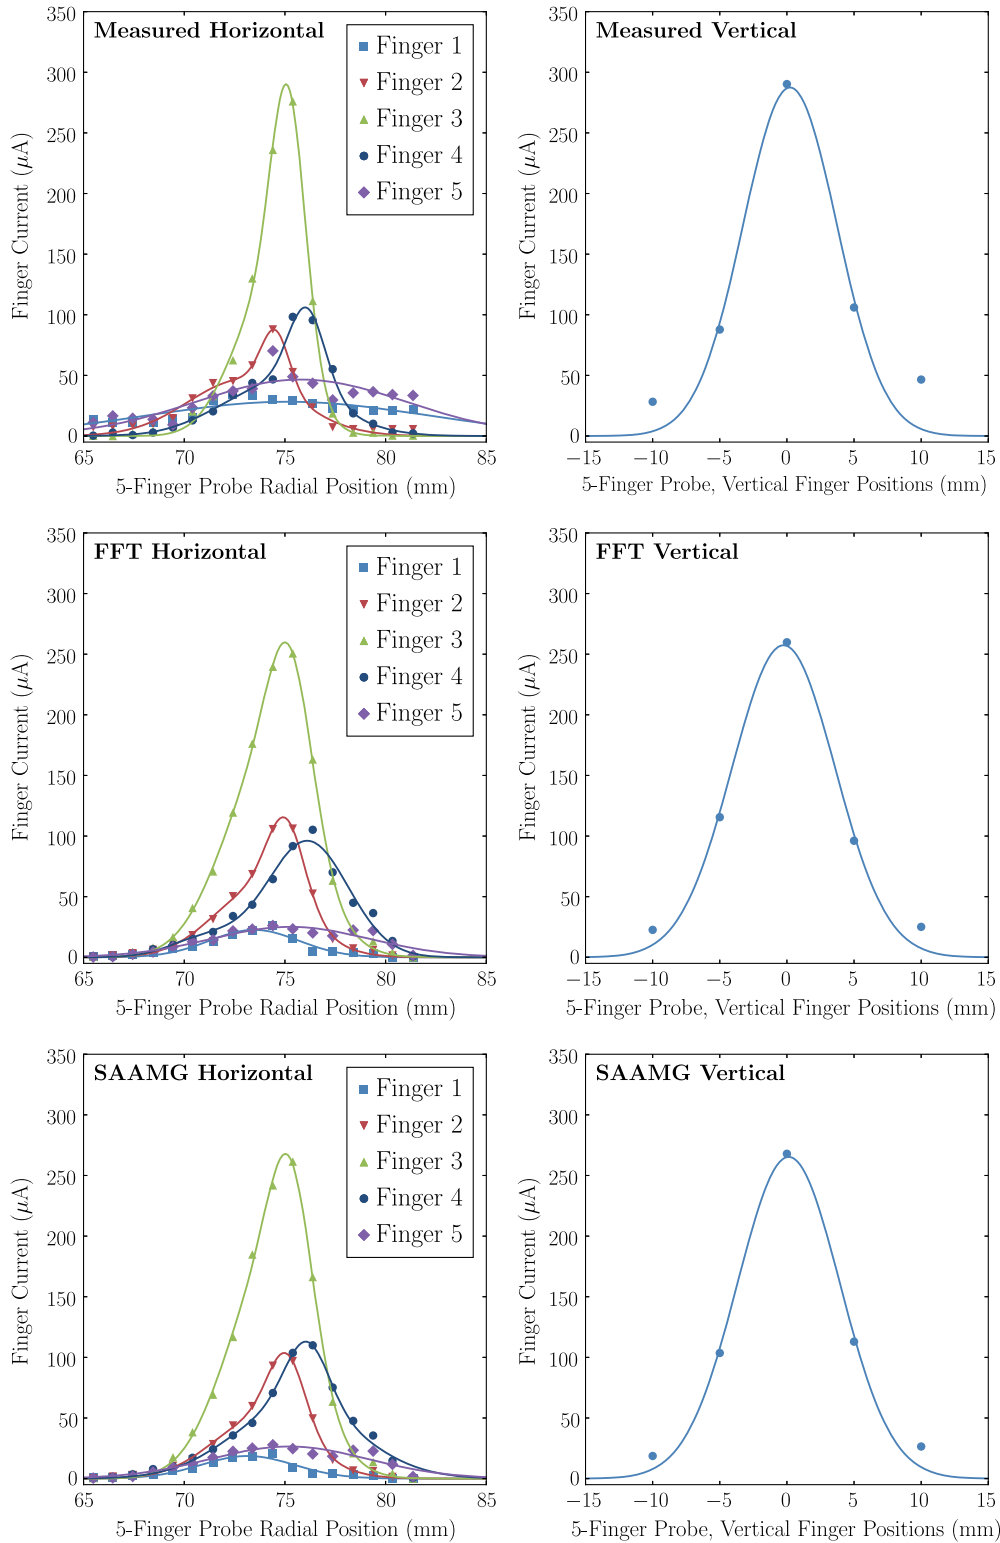 Measured Horizontal
Finger 1
Finger 2
Finger 3
Finger 4
Finger 5
350
300
250
200
150
100
50
0
Finger Current (μA)
65 70 75 80 85
5-Finger Probe Radial Position (mm)
Measured Vertical
350
300
250
200
150
100
50
0
Finger Current (μA)
−15 −10 −5 0 5 10 15
5-Finger Probe, Vertical Finger Positions (mm)
FFT Horizontal
Finger 1
Finger 2
Finger 3
Finger 4
Finger 5
350
300
250
200
150
100
50
0
Finger Current (μA)
65 70 75 80 85
5-Finger Probe Radial Position (mm)
FFT Vertical
350
300
250
200
150
100
50
0
Finger Current (μA)
−15 −10 −5 0 5 10 15
5-Finger Probe, Vertical Finger Positions (mm)
SAAMG Horizontal
Finger 1
Finger 2
Finger 3
Finger 4
Finger 5
350
300
250
200
150
100
50
0
Finger Current (μA)
65 70 75 80 85
5-Finger Probe Radial Position (mm)
SAAMG Vertical
350
300
250
200
150
100
50
0
Finger Current (μA)
−15 −10 −5 0 5 10 15
5-Finger Probe, Vertical Finger Positions (mm)